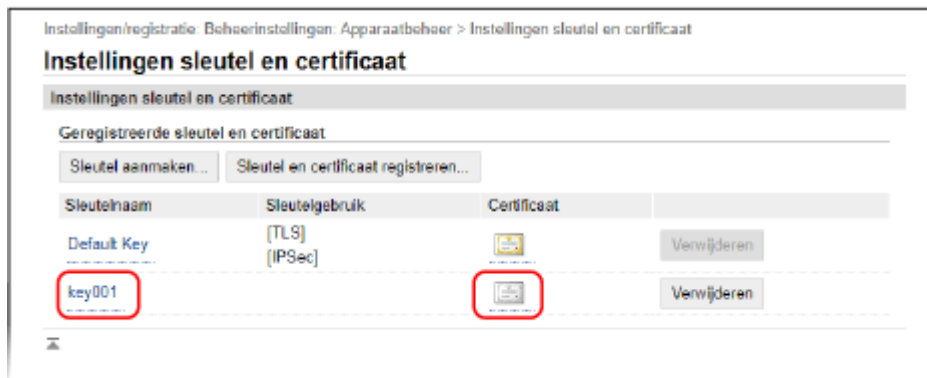 Instellingen/registratie: Beheerinstellingen: Apparaatbeheer > Instellingen sleutel en certificaat
Instellingen sleutel en certificaat
Instellingen sleutel en certificaat
Geregistreerde sleutel en certificaat
Sleutel aanmaken... Sleutel en certificaat registreren...
Sleutelnaam Sleutelgebruik Certificaat
Default Key [TLS] Verwijderen
[IPSec]
key001 Verwijderen